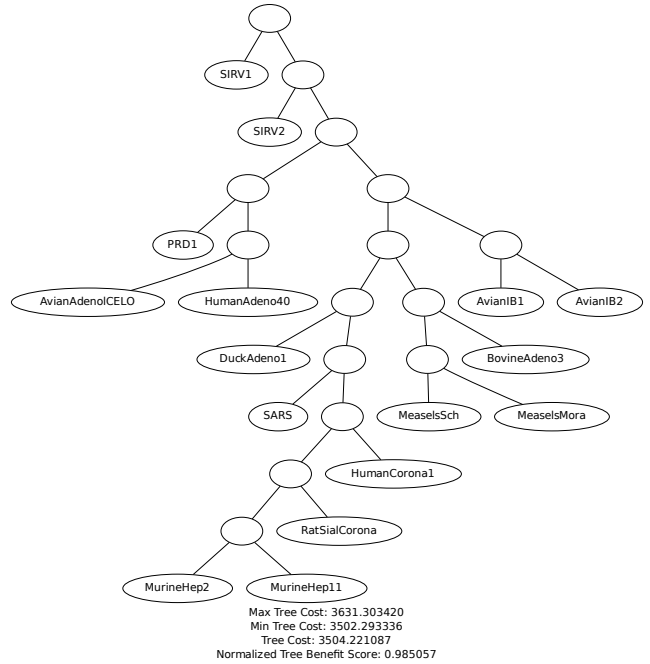 SIRV1
SIRV2
PRD1
AvianAdeno1CELO
HumanAdeno40
AvianIB1
AvianIB2
DuckAdeno1
BovineAdeno3
SARS
MeaselsSch
MeaselsMora
HumanCorona1
RatSialCorona
MurineHep2
MurineHep11
Max Tree Cost: 3631.303420
Min Tree Cost: 3502.293336
Tree Cost: 3504.221087
Normalized Tree Benefit Score: 0.985057